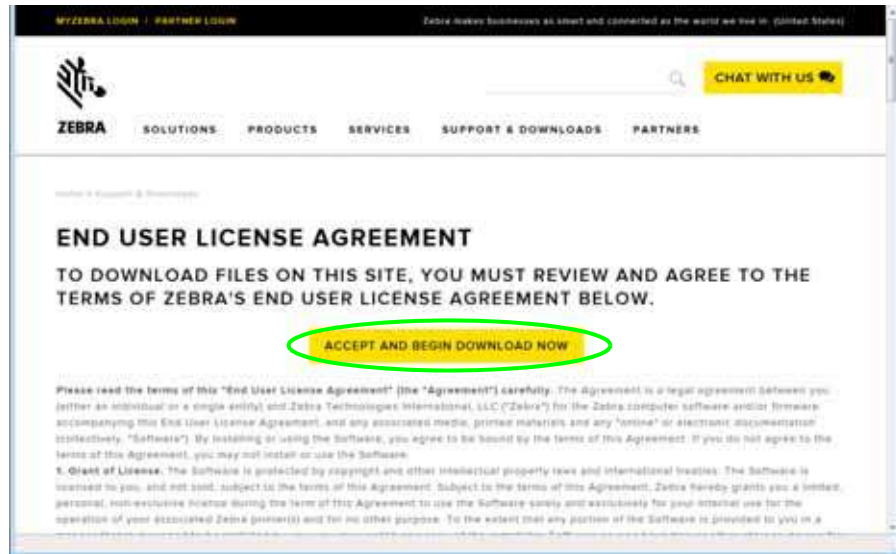 MYZEBRA LOGIN / PARTNER LOGIN
Zebra makes businesses as smart and connected as the world we live in. (United States)
CHAT WITH US
ZEBRA SOLUTIONS PRODUCTS SERVICES SUPPORT & DOWNLOADS PARTNERS
Home > Support & Downloads
END USER LICENSE AGREEMENT
TO DOWNLOAD FILES ON THIS SITE, YOU MUST REVIEW AND AGREE TO THE
TERMS OF ZEBRA'S END USER LICENSE AGREEMENT BELOW.
ACCEPT AND BEGIN DOWNLOAD NOW
Please read the terms of this "End User License Agreement" (the "Agreement") carefully. The Agreement is a legal agreement between you
(either an individual or a single entity) and Zebra Technologies International, LLC ("Zebra") for the Zebra computer software and/or firmware
accompanying this End User License Agreement, and any associated media, printed materials and any "online" or electronic documentation
(collectively, "Software"). By installing or using the Software, you agree to be bound by the terms of this Agreement. If you do not agree to the
terms of this Agreement, you may not install or use the Software.
1. Grant of License. The Software is protected by copyright and other intellectual property laws and international treaties. The Software is
licensed to you, and not sold, subject to the terms of this Agreement. Subject to the terms of this Agreement, Zebra hereby grants you a limited,
personal, non-exclusive license during the term of this Agreement to use the Software solely and exclusively for your internal use for the
operation of your associated Zebra printer(s) and for no other purpose. To the extent that any portion of the Software is provided to you in a